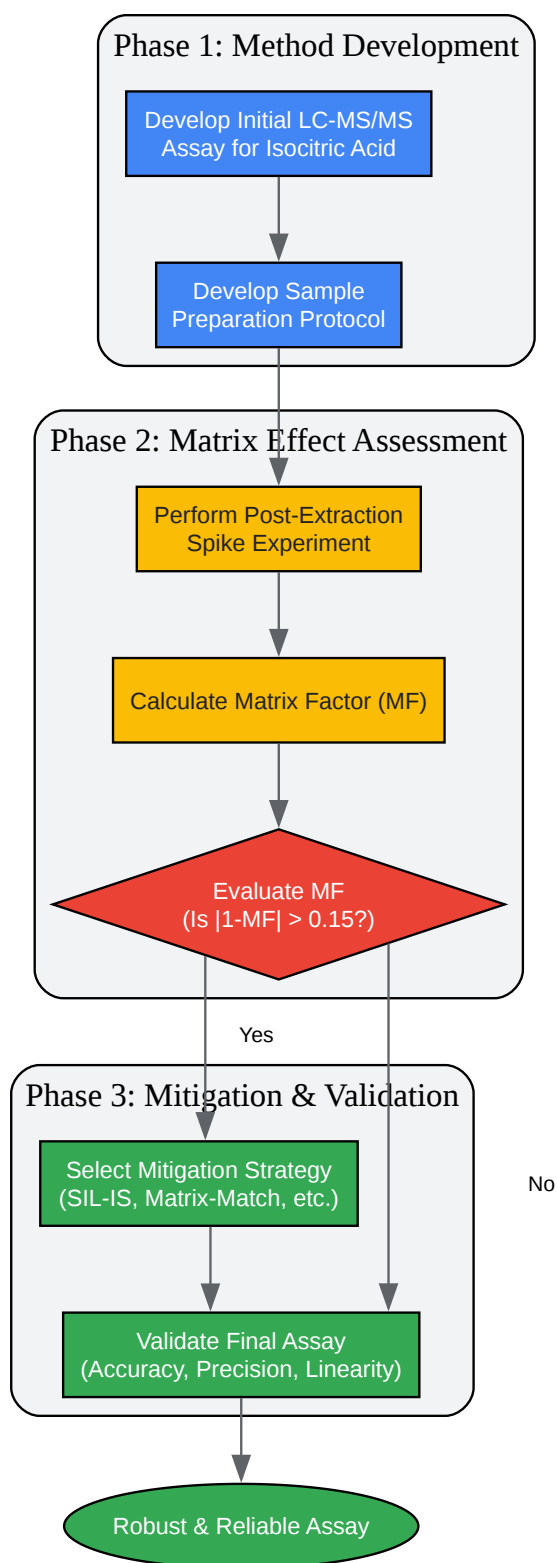 Phase 1: Method Development
Develop Initial LC-MS/MS
Assay for Isocitric Acid
Develop Sample
Preparation Protocol
Phase 2: Matrix Effect Assessment
Perform Post-Extraction
Spike Experiment
Calculate Matrix Factor (MF)
Evaluate MF
(Is |1-MF| > 0.15?)
Yes
Phase 3: Mitigation & Validation
Select Mitigation Strategy
(SIL-IS, Matrix-Match, etc.)
No
Validate Final Assay
(Accuracy, Precision, Linearity)
Robust & Reliable Assay